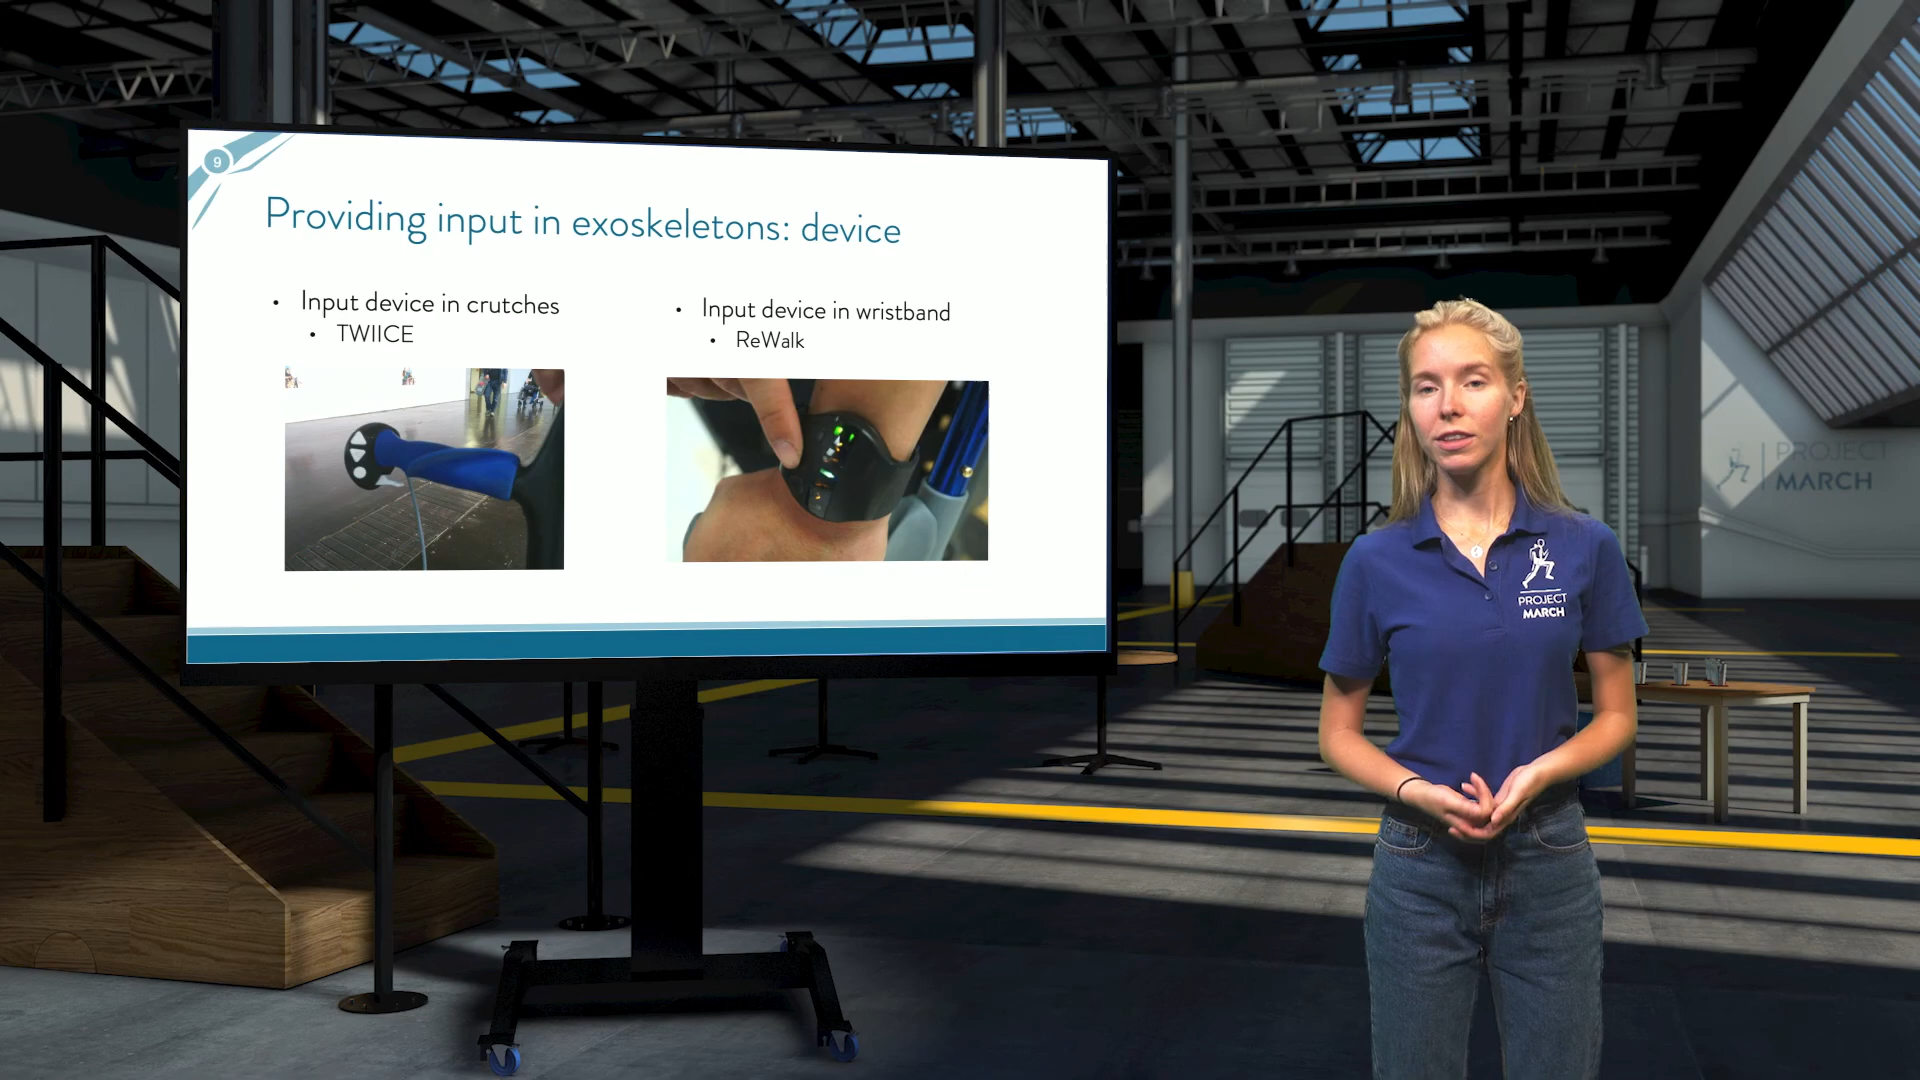 9
Providing input in exoskeletons: device
• Input device in crutches
• TWIICE
• Input device in wristband
• ReWalk
PROJECT
MARCH
PROJECT
MARCH